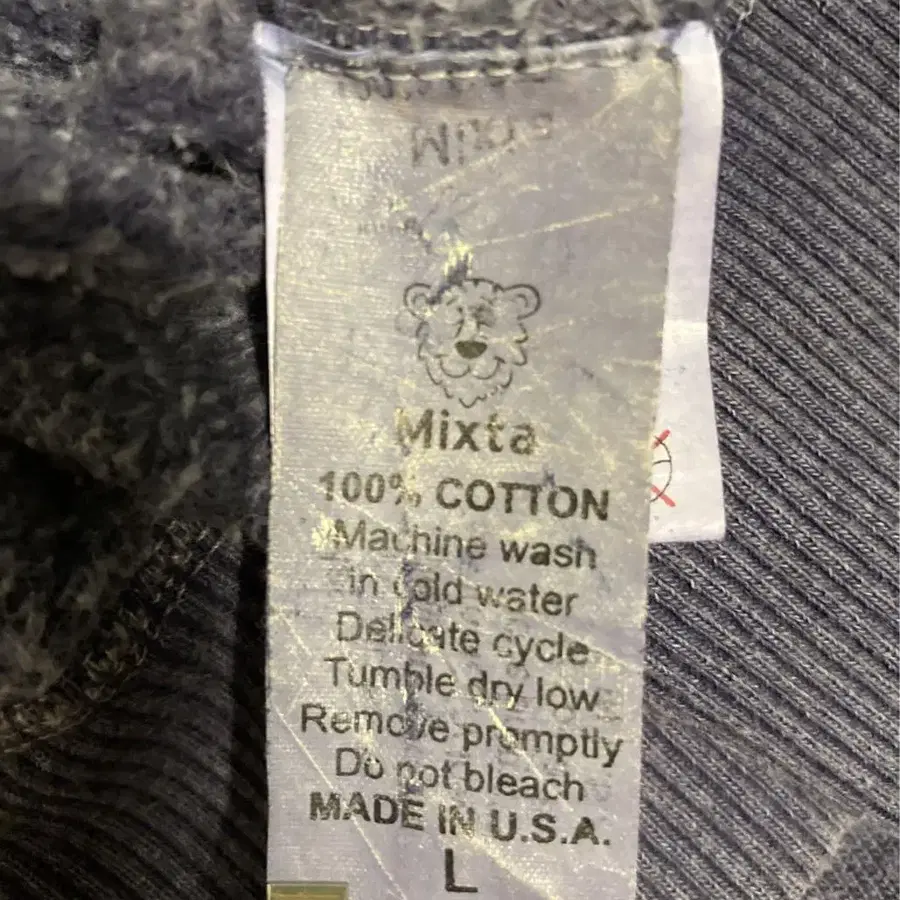 Mixta
100% COTTON
Machine wash
in cold water
Delicate cycle
Tumble dry low
Remove promptly
Do not bleach
MADE IN U.S.A.
L